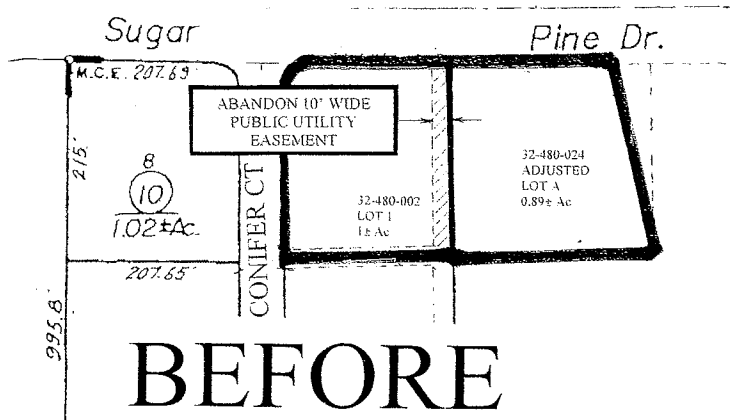 Sugar
Pine Dr.
M.C.E. 207.69'
ABANDON 10' WIDE
PUBLIC UTILITY
EASEMENT
215.'
8
10
1.02±Ac.
CONIFER CT
32-480-002
LOT 1
1± Ac
32-480-024
ADJUSTED
LOT A
0.89± Ac
207.65'
995.8'
BEFORE